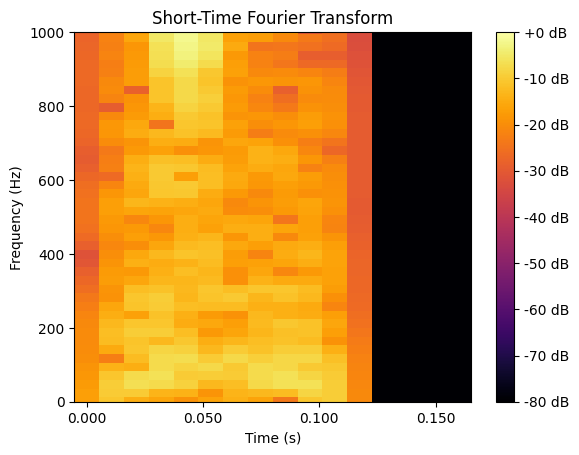 Short-Time Fourier Transform
1000
800
600
400
200
0
Frequency (Hz)
0.000
0.050
0.100
0.150
Time (s)
+0 dB
-10 dB
-20 dB
-30 dB
-40 dB
-50 dB
-60 dB
-70 dB
-80 dB